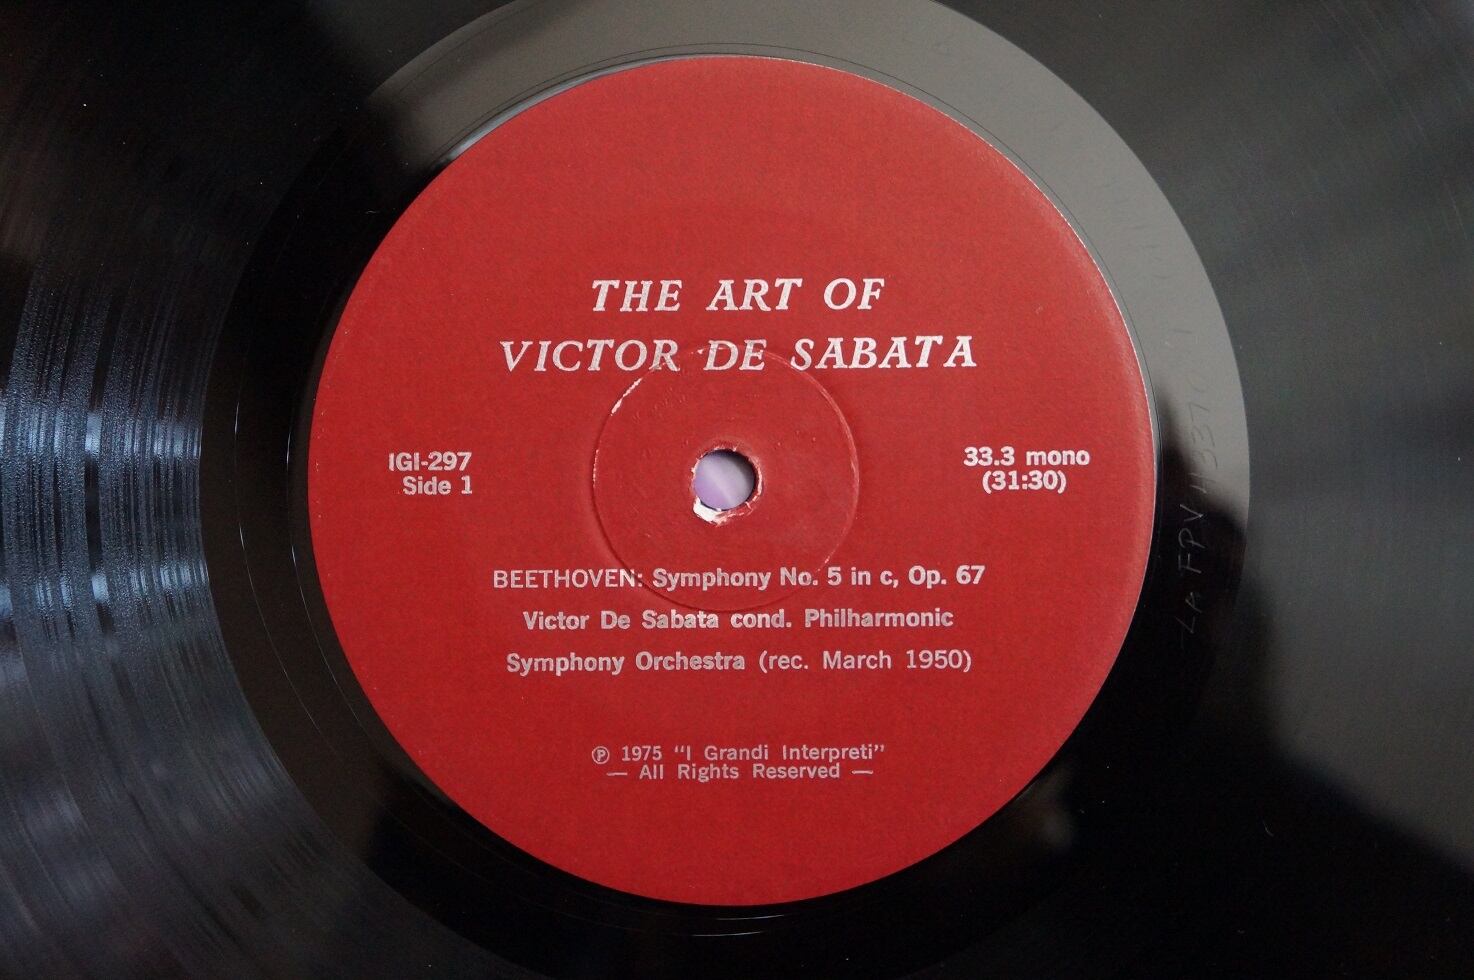 THE ART OF
VICTOR DE SABATA
IGI-297
Side 1
33.3 mono
(31:30)
BEETHOVEN: Symphony No. 5 in c, Op. 67
Victor De Sabata cond. Philharmonic
Symphony Orchestra (rec. March 1950)
℗ 1975 “I Grandi Interpreti”
— All Rights Reserved —